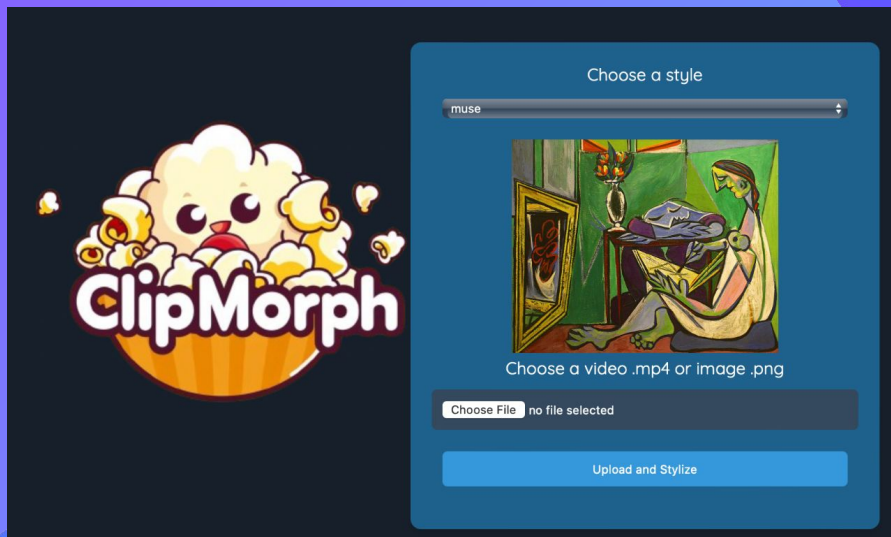 ClipMorph
Choose a style
muse
Choose a video .mp4 or image .png
Choose File no file selected
Upload and Stylize